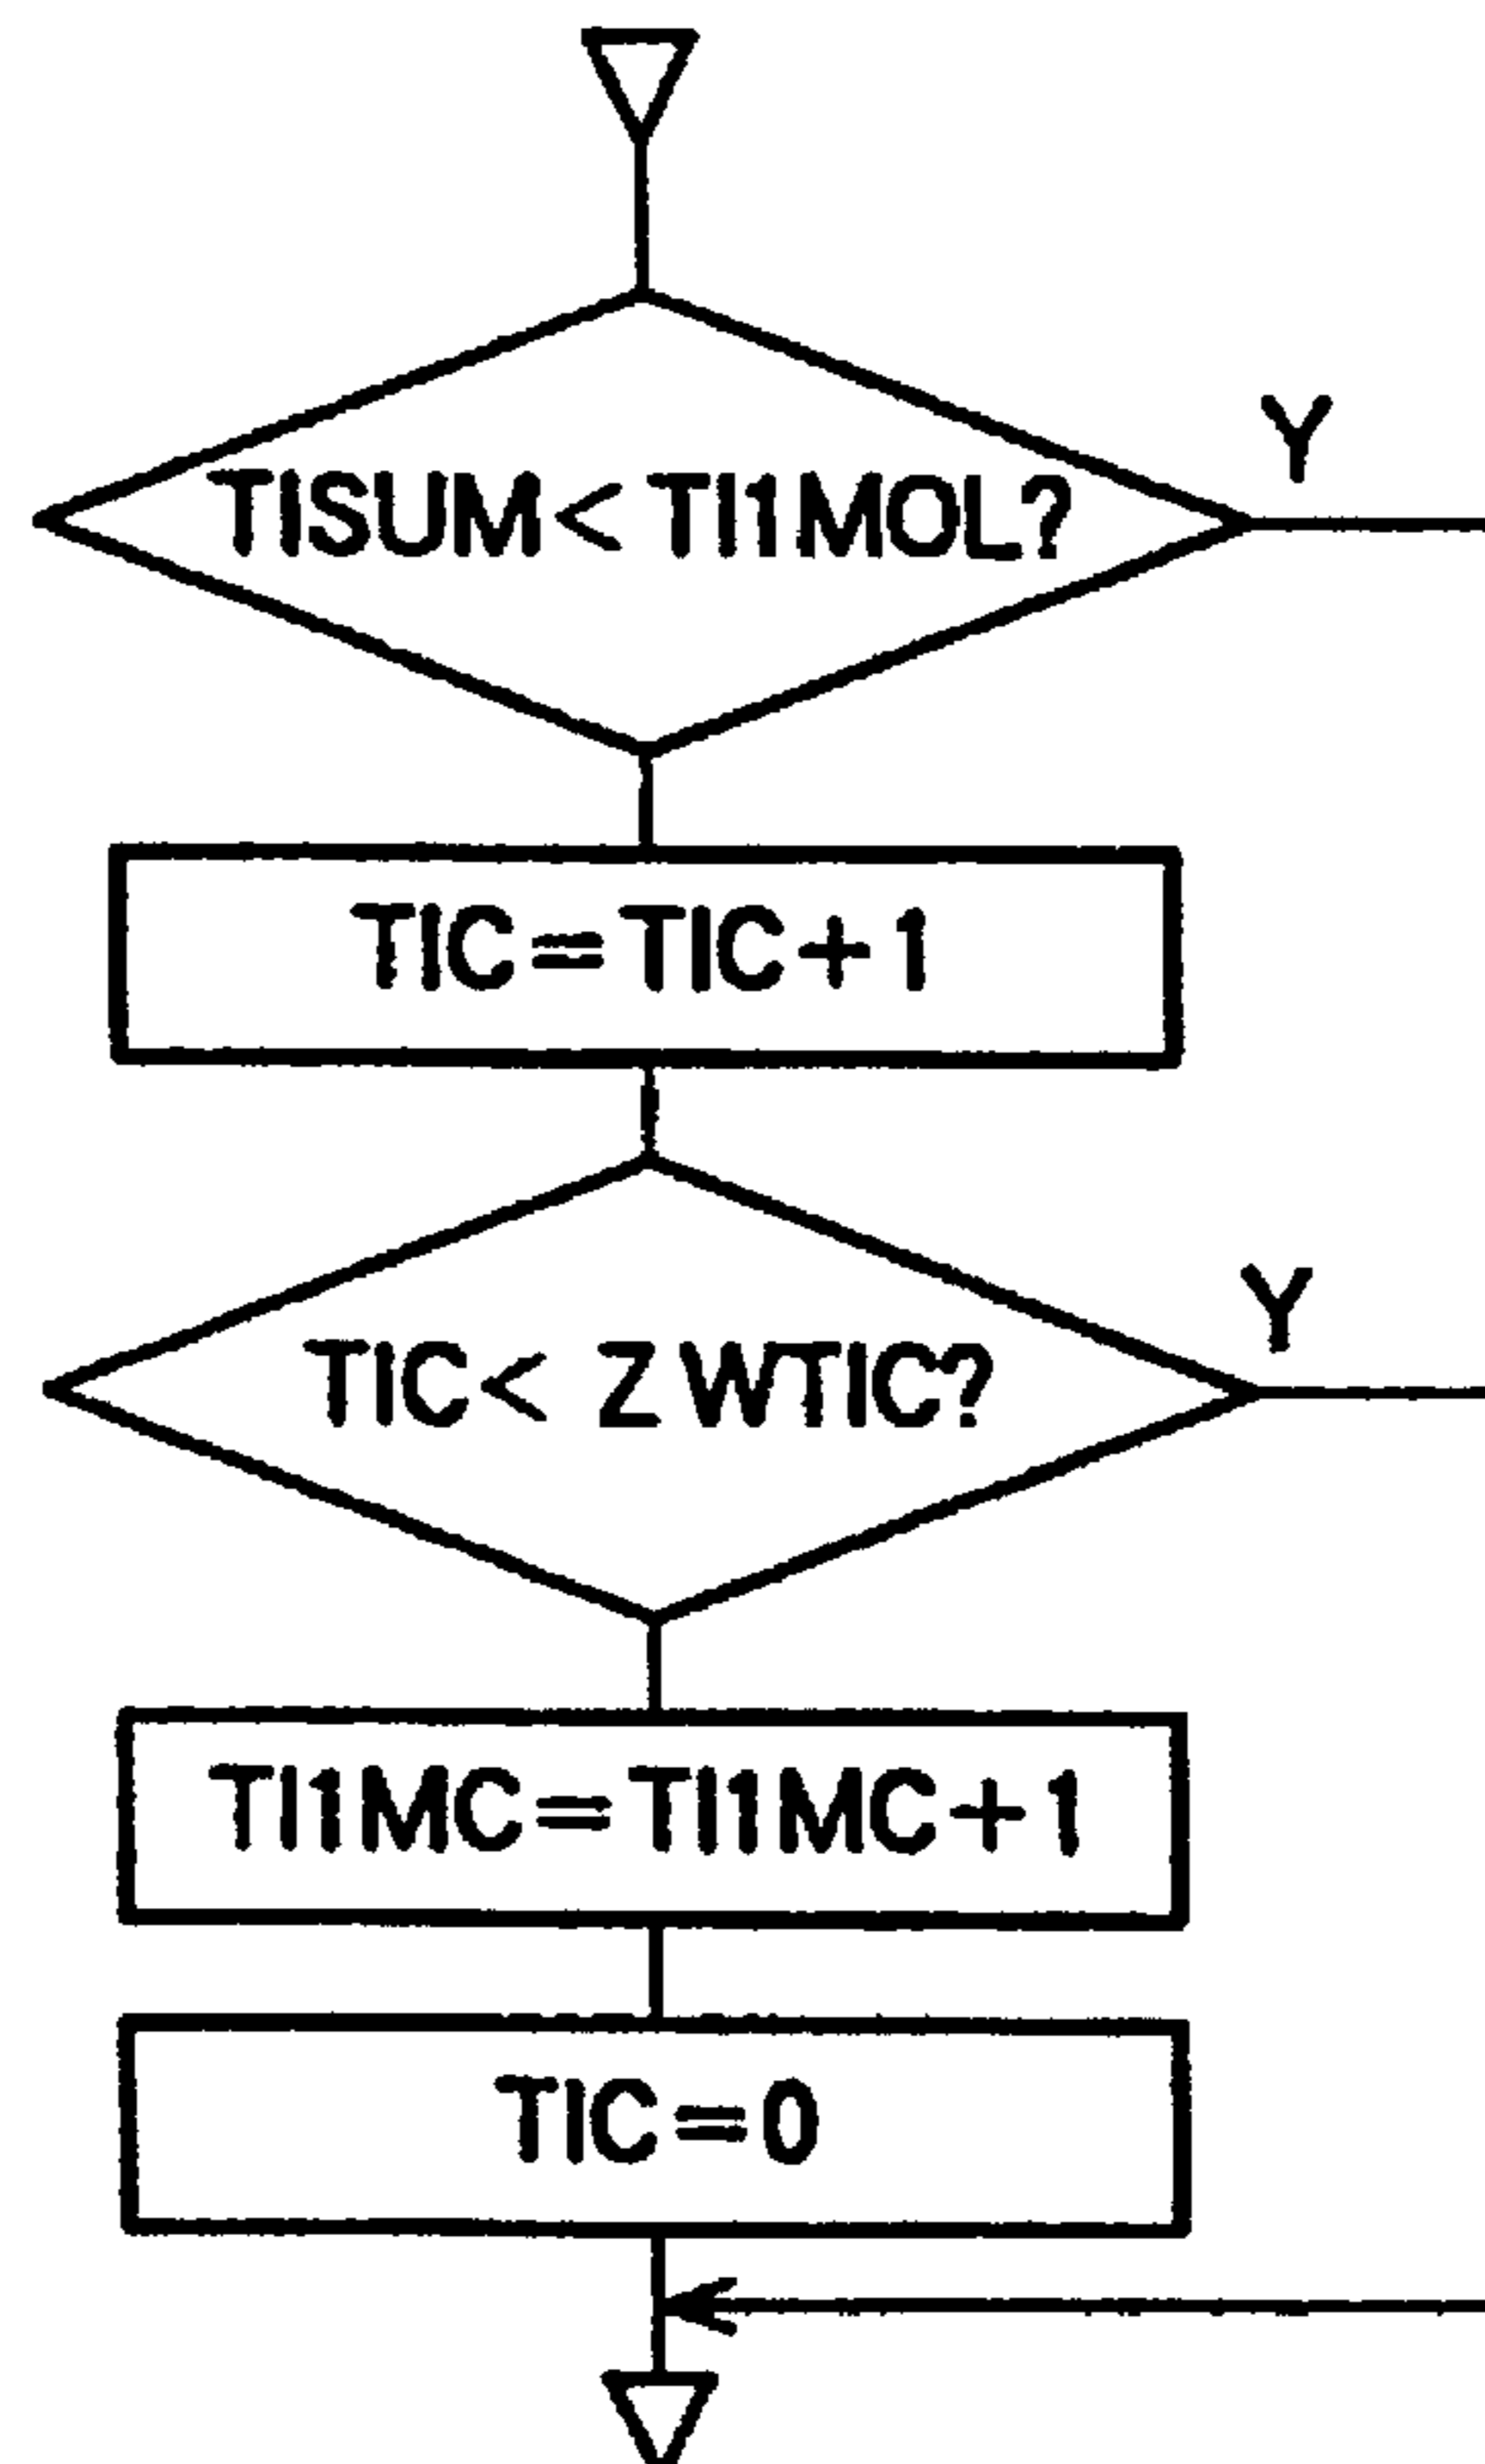 TISUM<TI1MOL?
Y
TIC=TIC+1
TIC< ZWTIC?
Y
TI1MC=TI1MC+1
TIC=0